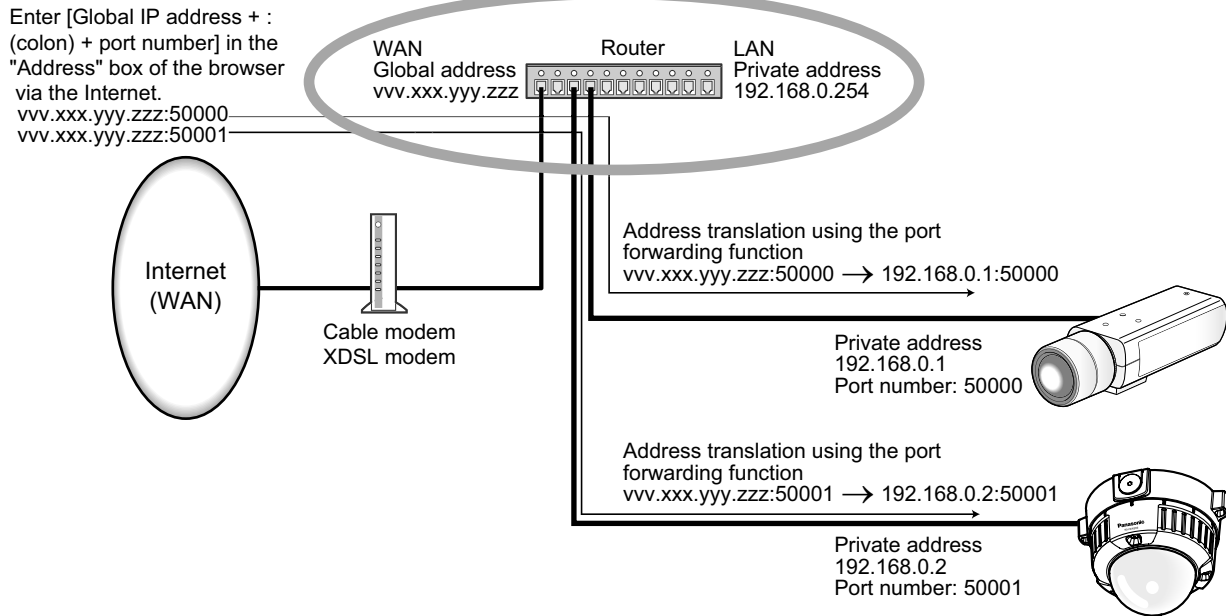 Enter [Global IP address + :
(colon) + port number] in the
"Address" box of the browser
via the Internet.
vvv.xxx.yyy.zzz:50000
vvv.xxx.yyy.zzz:50001
WAN
Global address
vvv.xxx.yyy.zzz
Router
LAN
Private address
192.168.0.254
Internet
(WAN)
Cable modem
XDSL modem
Address translation using the port
forwarding function
vvv.xxx.yyy.zzz:50000 → 192.168.0.1:50000
Private address
192.168.0.1
Port number: 50000
Address translation using the port
forwarding function
vvv.xxx.yyy.zzz:50001 → 192.168.0.2:50001
Panasonic
Private address
192.168.0.2
Port number: 50001